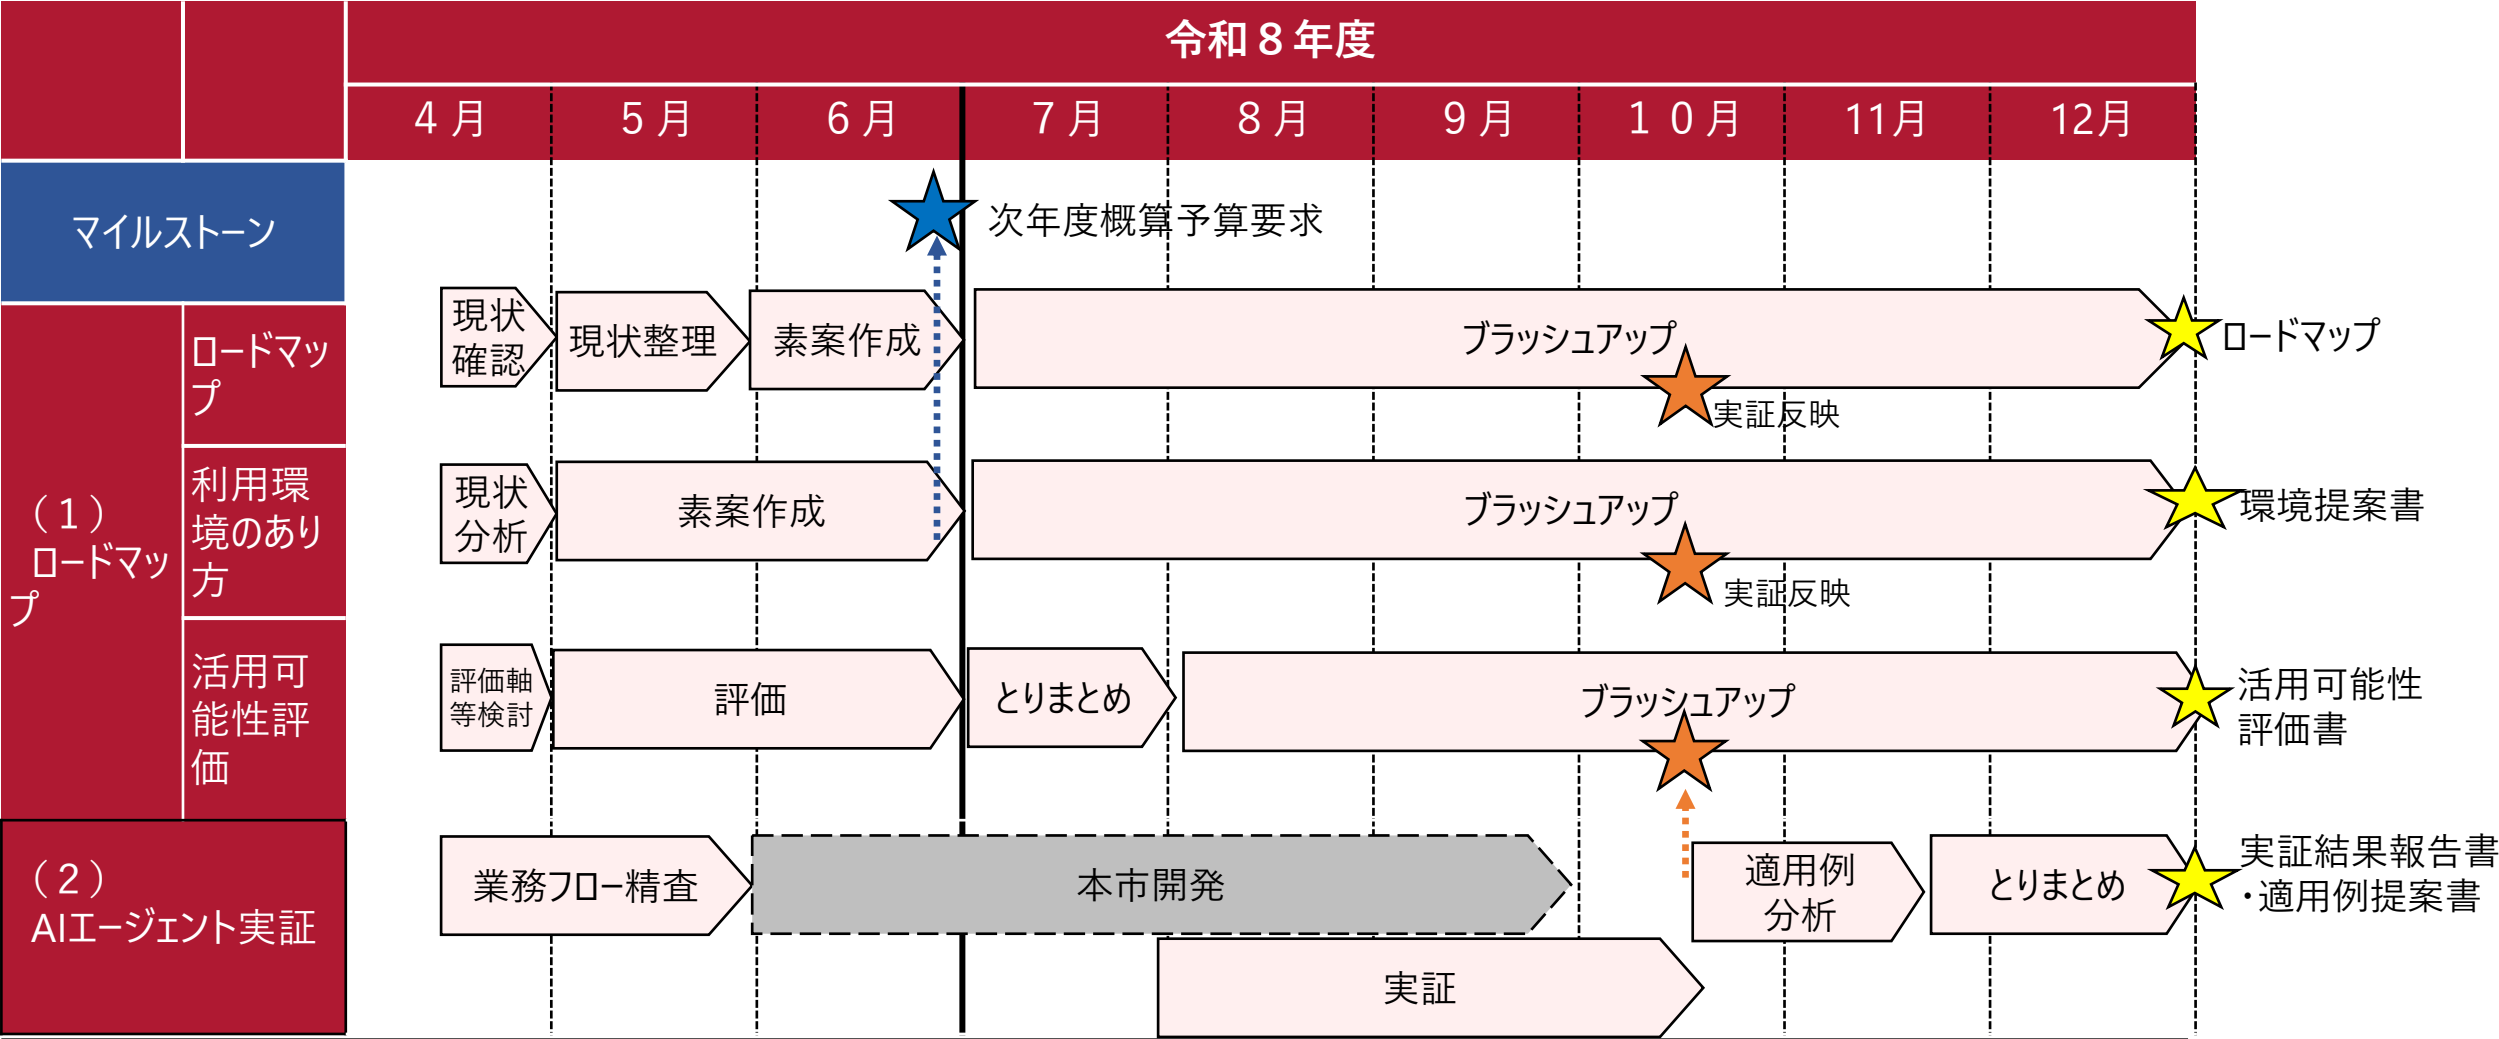 令和８年度
４月
５月
６月
７月
８月
９月
１０月
11月
12月
マイルストーン
次年度概算予算要求
（１）
ロードマッ
プ
ロードマッ
プ
現状
確認
現状整理
素案作成
ブラッシュアップ
実証反映
ロードマップ
利用環
境のあり
方
現状
分析
素案作成
ブラッシュアップ
実証反映
環境提案書
活用可
能性評
価
評価軸
等検討
評価
とりまとめ
ブラッシュアップ
活用可能性
評価書
（２）
AIエージェント実証
業務フロー精査
本市開発
実証
適用例
分析
とりまとめ
実証結果報告書
・適用例提案書